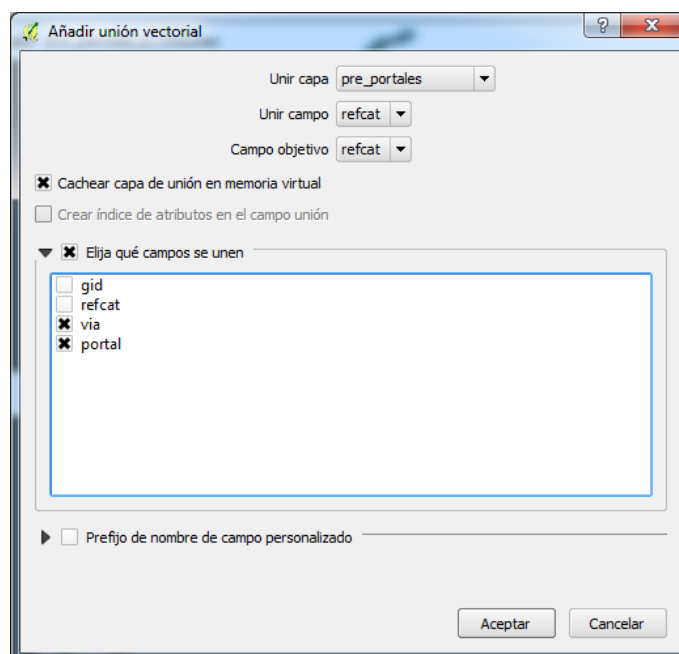 Añadir unión vectorial
Unir capa pre_portales
Unir campo refcat
Campo objetivo refcat
Cachear capa de unión en memoria virtual
Crear índice de atributos en el campo unión
Elija qué campos se unen
gid
refcat
via
portal
Prefijo de nombre de campo personalizado
Aceptar Cancelar